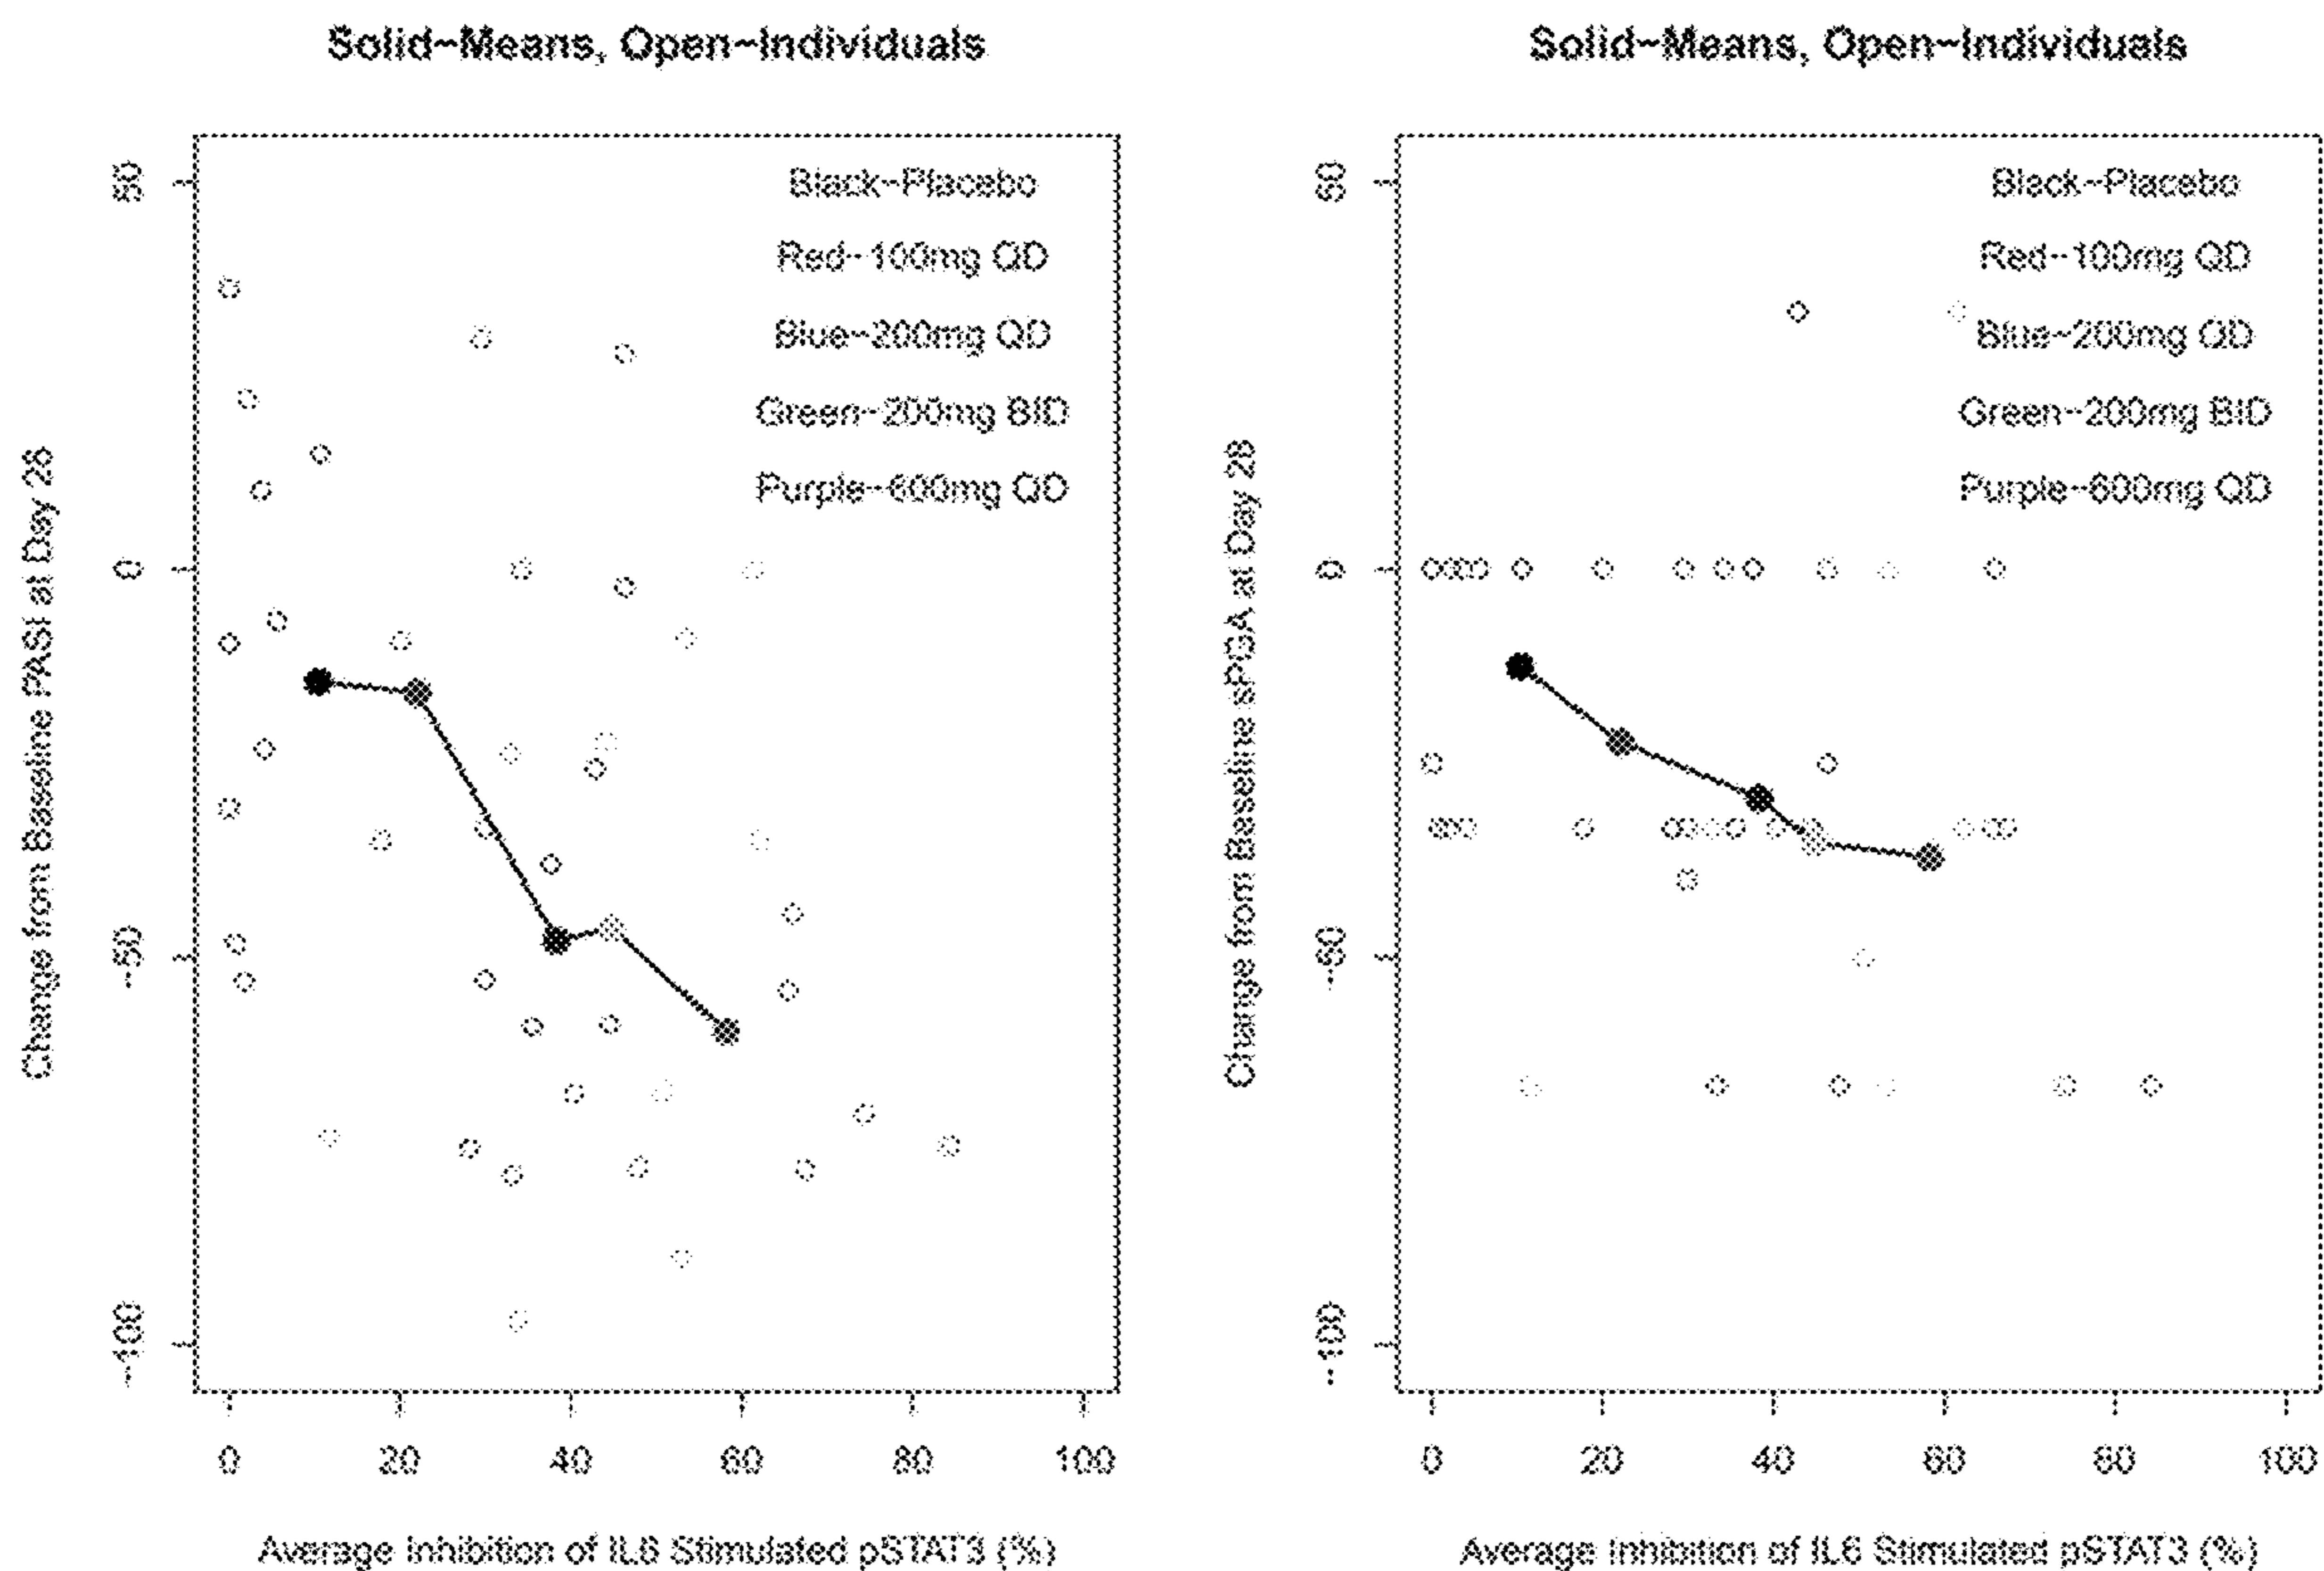 Solid-Means, Open-Individuals
Black-Placebo
Red-100mg QD
Blue-200mg QD
Green-200mg BID
Purple-600mg QD
Change from Baseline PASI at Day 28
50
0
-50
-100
0 20 40 60 80 100
Average Inhibition of IL6 Stimulated pSTAT3 (%)
Solid-Means, Open-Individuals
Black-Placebo
Red-100mg QD
Blue-200mg QD
Green-200mg BID
Purple-600mg QD
Change from Baseline sPGA at Day 28
50
0
-50
-100
0 20 40 60 80 100
Average Inhibition of IL6 Stimulated pSTAT3 (%)